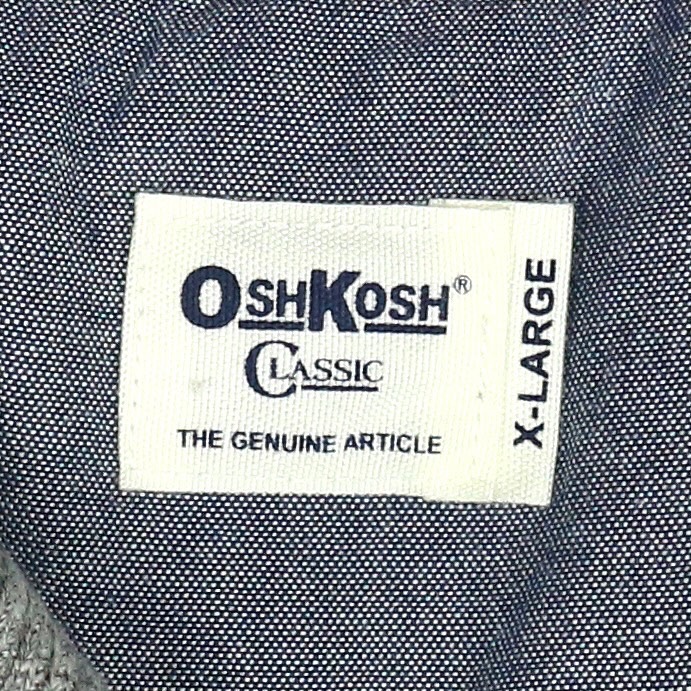 OSHKOSH®
CLASSIC
THE GENUINE ARTICLE
X-LARGE